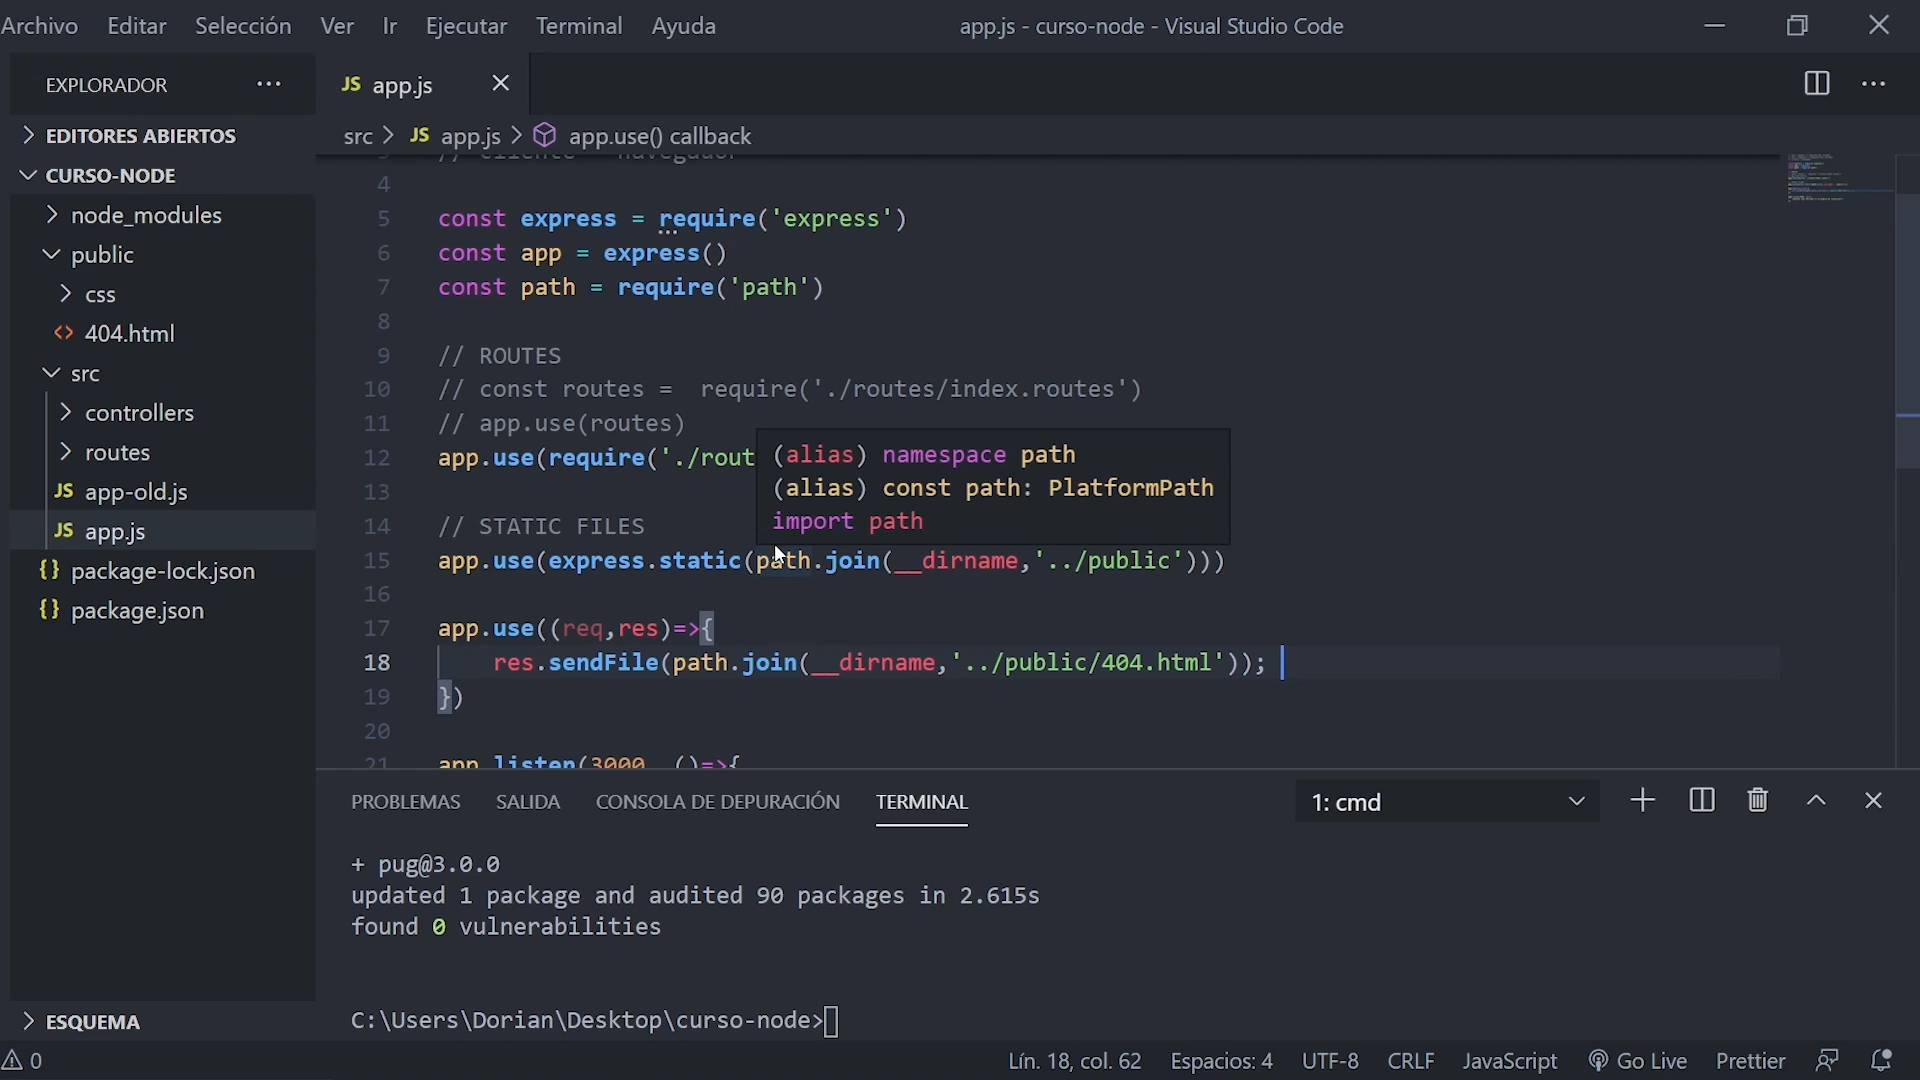 Archivo Editar Selección Ver Ir Ejecutar Terminal Ayuda app.js - curso-node - Visual Studio Code
EXPLORADOR ···
JS app.js
EDITORES ABIERTOS
src > JS app.js > app.use() callback
CURSO-NODE
node_modules
public
css
<> 404.html
src
controllers
routes
JS app-old.js
JS app.js
{} package-lock.json
{} package.json
ESQUEMA
3 // cliente navegador
4
5 const express = require('express')
6 const app = express()
7 const path = require('path')
8
9 // ROUTES
10 // const routes =  require('./routes/index.routes')
11 // app.use(routes)
12 app.use(require('./rout
13
14 // STATIC FILES
15 app.use(express.static(path.join(__dirname,'../public')))
16
17 app.use((req,res)=>{
18     res.sendFile(path.join(__dirname,'../public/404.html'));
19 })
20
21 app.listen(3000, ()=>{
(alias) namespace path
(alias) const path: PlatformPath
import path
PROBLEMAS SALIDA CONSOLA DE DEPURACIÓN TERMINAL 1: cmd
+ pug@3.0.0
updated 1 package and audited 90 packages in 2.615s
found 0 vulnerabilities
C:\Users\Dorian\Desktop\curso-node>
0 Lín. 18, col. 62 Espacios: 4 UTF-8 CRLF JavaScript Go Live Prettier